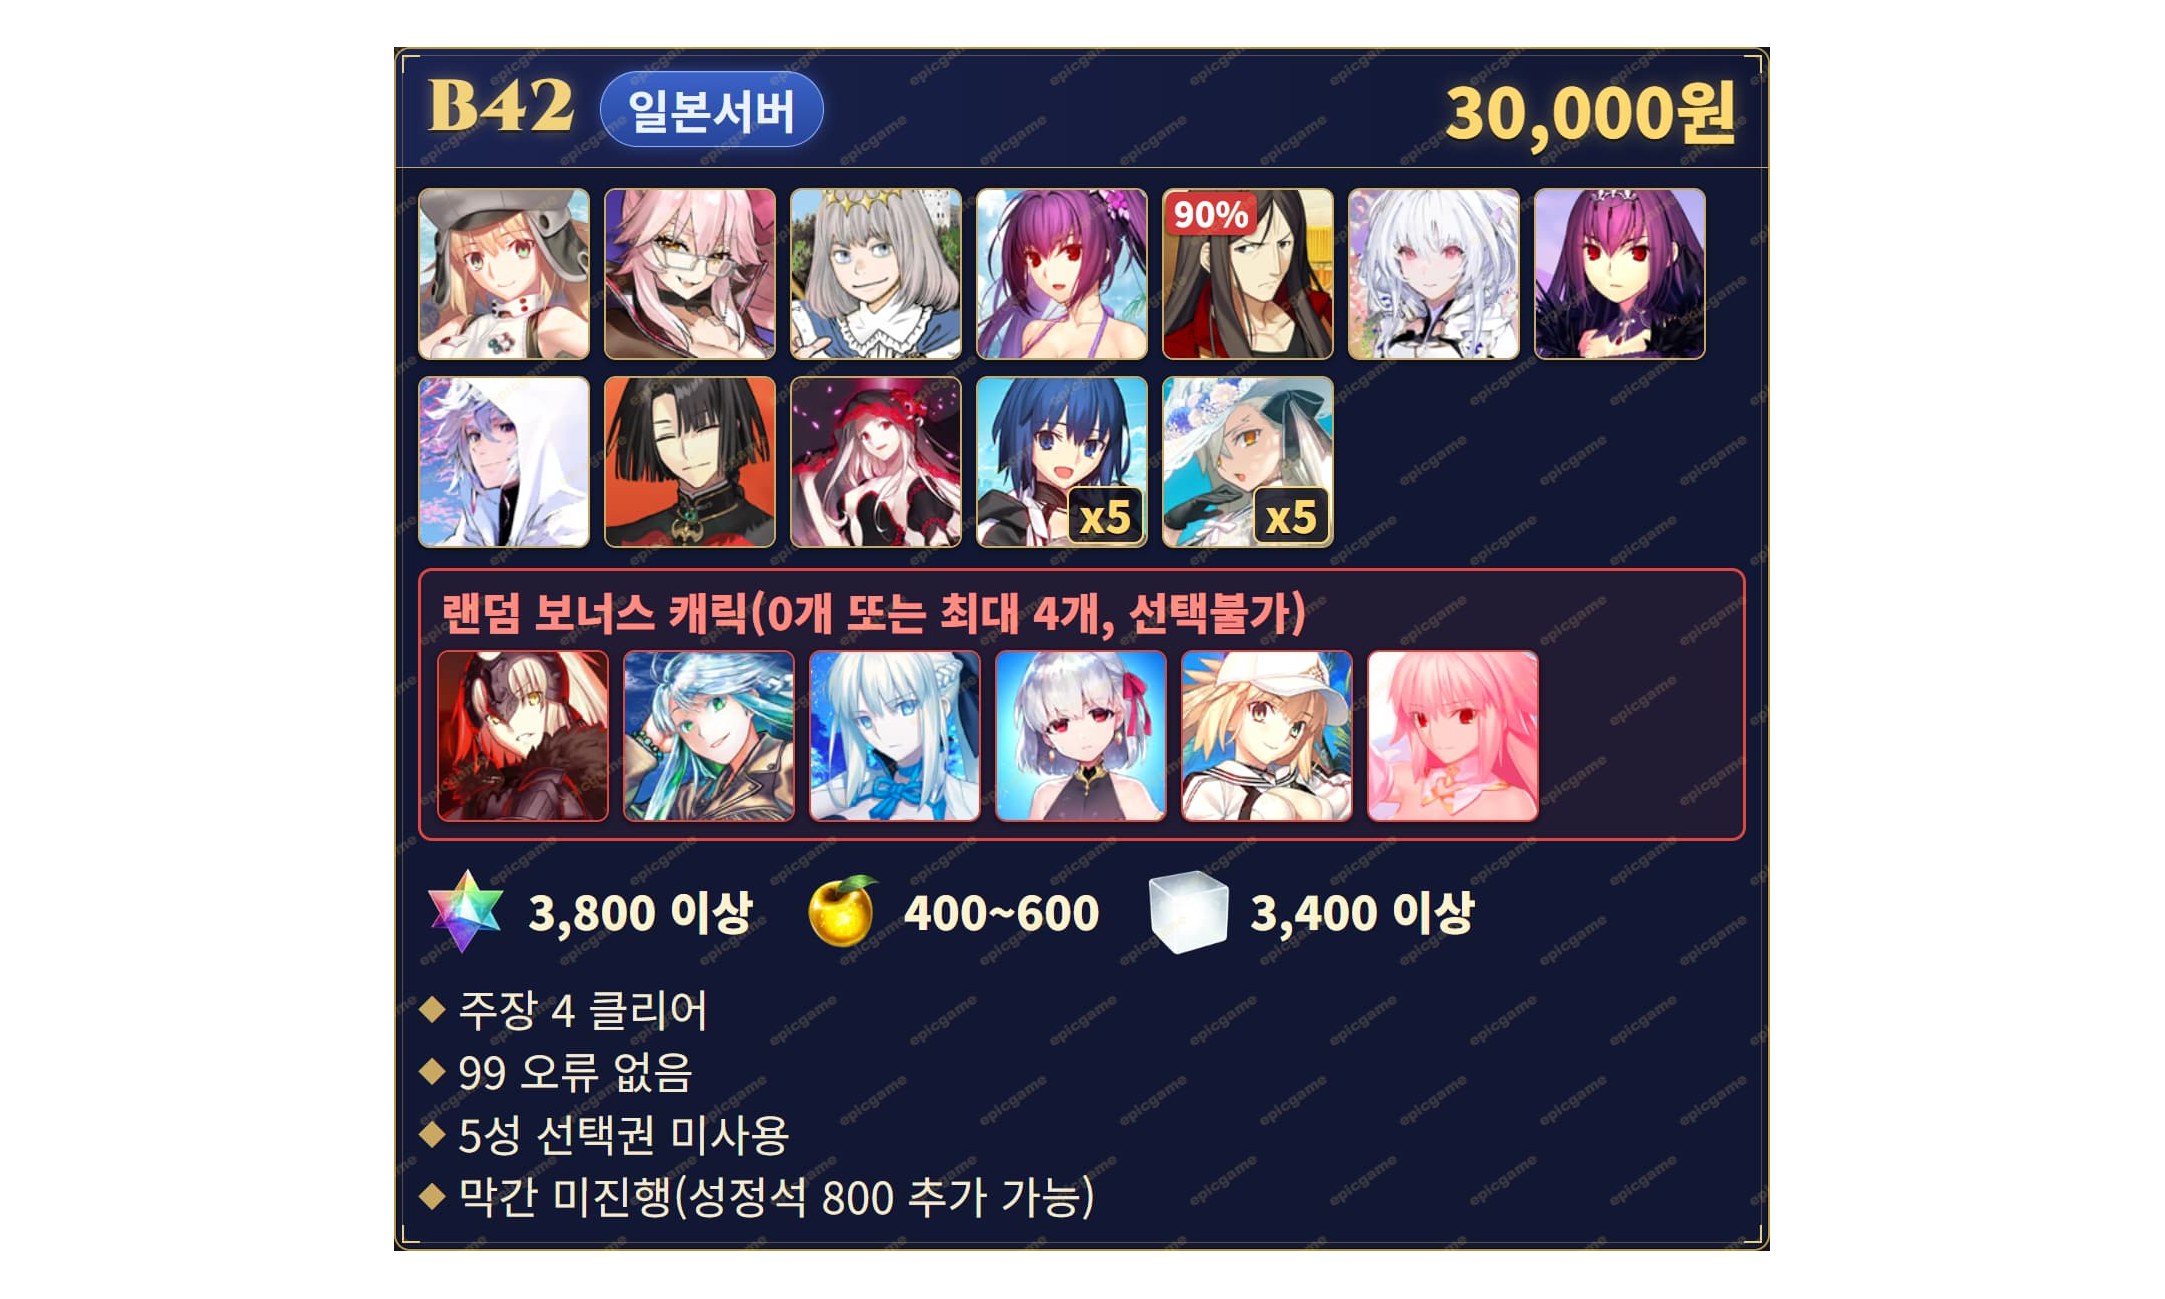 B42 일본서버 30,000원
90%
x5 x5
랜덤 보너스 캐릭(0개 또는 최대 4개, 선택불가)
3,800 이상 400~600 3,400 이상
주장 4 클리어
99 오류 없음
5성 선택권 미사용
막간 미진행(성정석 800 추가 가능)
epicgame